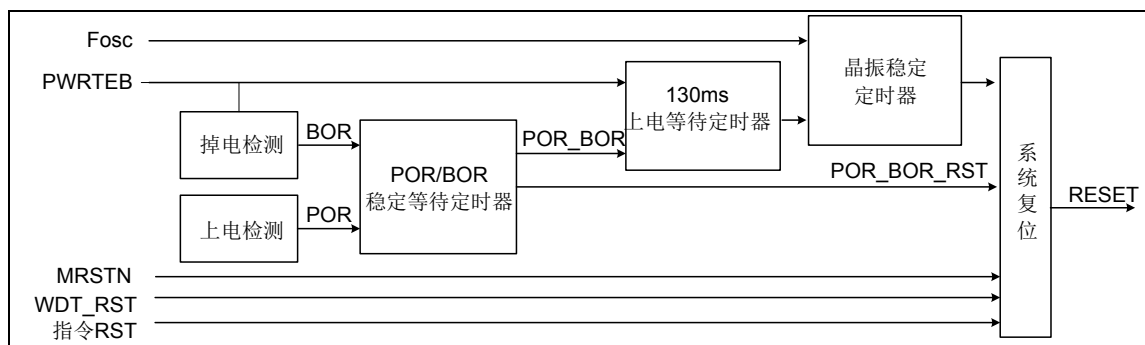 Fosc
PWRTEB
掉电检测
BOR
上电检测
POR
POR/BOR
稳定等待定时器
POR_BOR
130ms
上电等待定时器
晶振稳定
定时器
POR_BOR_RST
系统复位
RESET
MRSTN
WDT_RST
指令RST